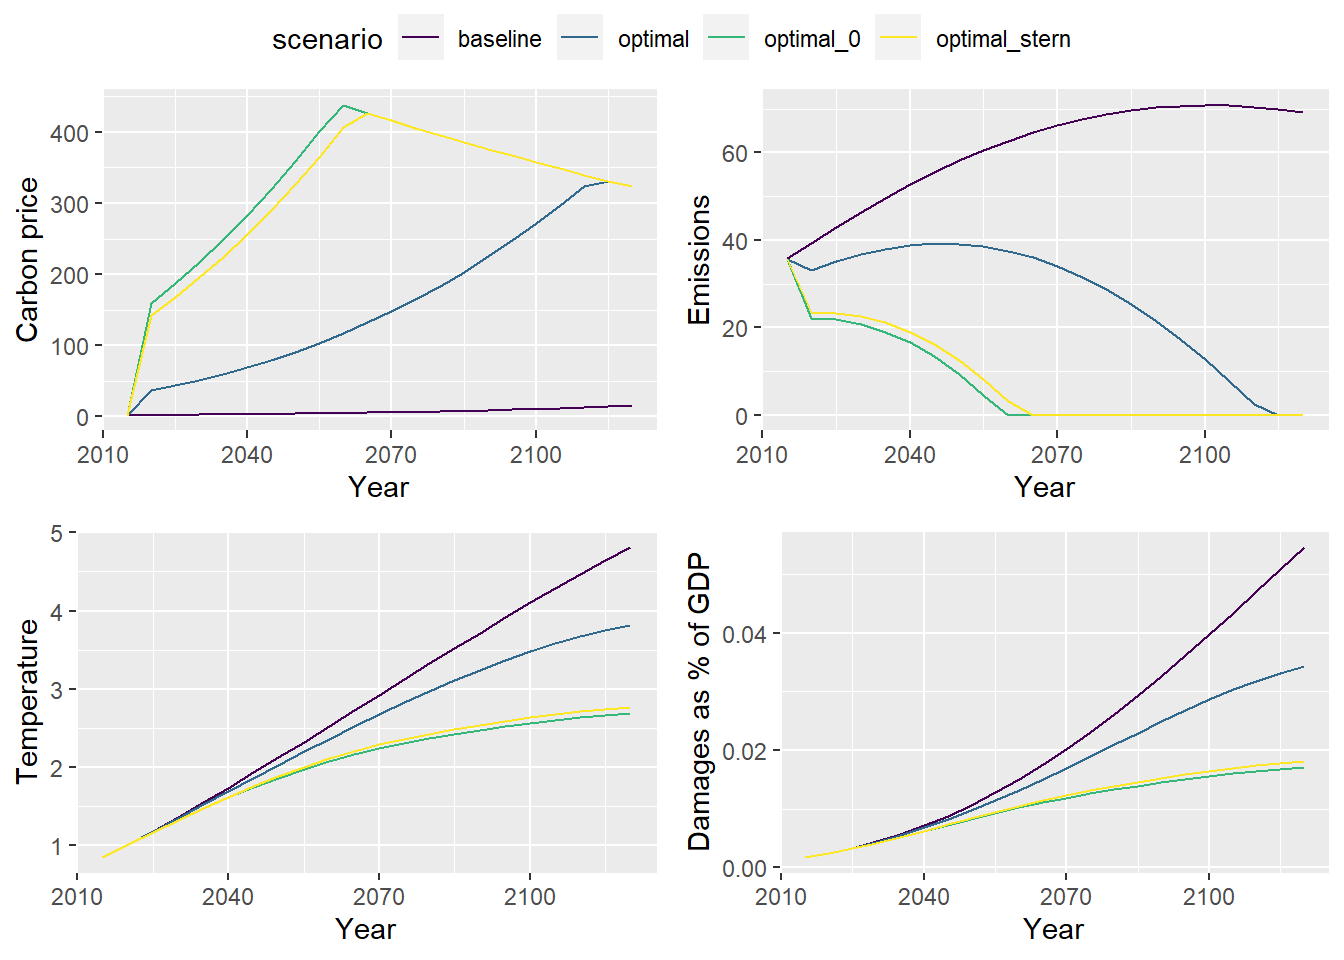 scenario baseline optimal optimal_0 optimal_stern
Carbon price
400
300
200
100
0
2010 2040 2070 2100
Year
Emissions
60
40
20
0
2010 2040 2070 2100
Year
Temperature
5
4
3
2
1
2010 2040 2070 2100
Year
Damages as % of GDP
0.04
0.02
0.00
2010 2040 2070 2100
Year